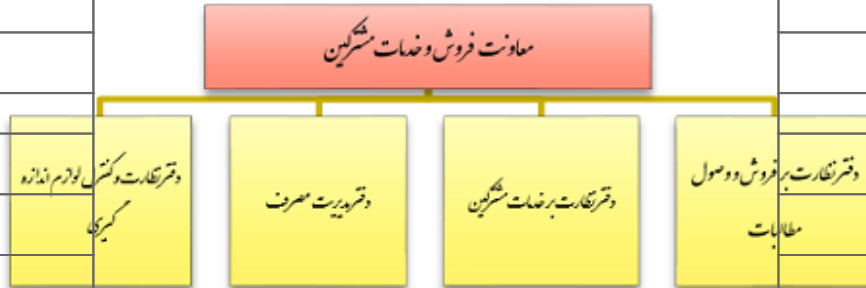 معاونت فروش و خدمات مشترکین
دفتر نظارت بر فروش و وصول
مطالبات
دفتر نظارت بر خدمات مشترکین
دفتر مدیریت مصرف
دفتر نظارت و کنترل لوازم اندازه
گیری